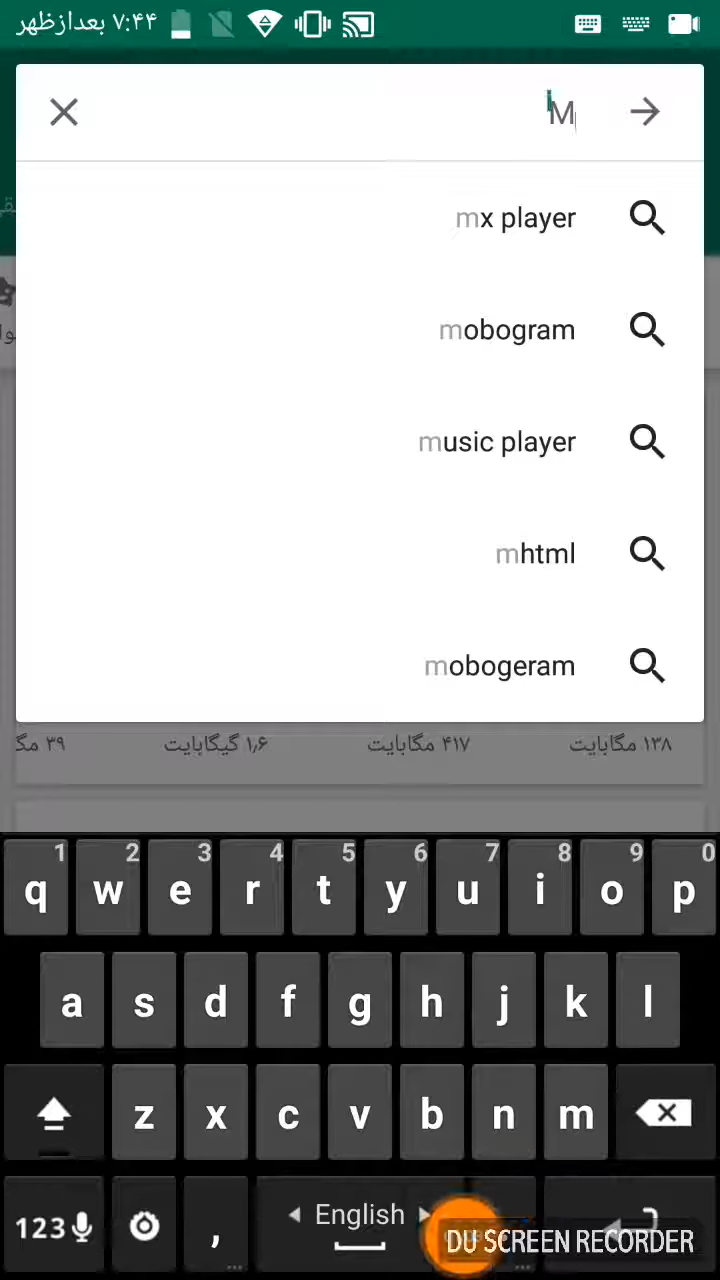 ۷:۴۴ بعدازظهر
M
mx player
mobogram
music player
mhtml
mobogeram
۱۳۸ مگابایت ۴۱۷ مگابایت ۱٫۶ گیگابایت ۳۹
1 2 3 4 5 6 7 8 9 0
q w e r t y u i o p
a s d f g h j k l
z x c v b n m
123 , English
DU SCREEN RECORDER